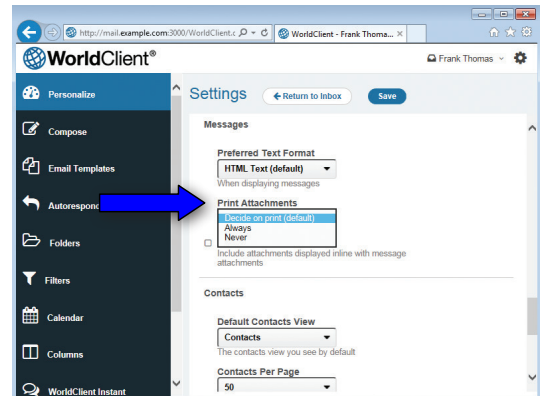 http://mail.example.com:3000/WorldClient.c
WorldClient - Frank Thoma...
WorldClient®
Frank Thomas
Personalize
Settings
Return to Inbox
Save
Compose
Email Templates
Autorespond
Folders
Filters
Calendar
Columns
WorldClient Instant
Messages
Preferred Text Format
HTML Text (default)
When displaying messages
Print Attachments
Decide on print (default)
Always
Never
Include attachments displayed inline with message
attachments
Contacts
Default Contacts View
Contacts
The contacts view you see by default
Contacts Per Page
50